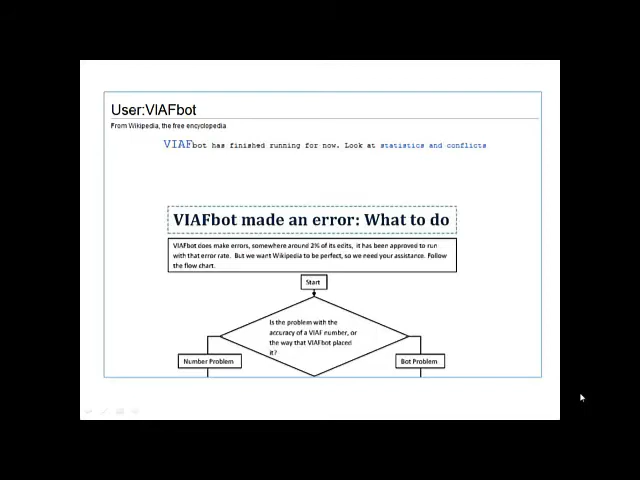 User:VIAFbot
From Wikipedia, the free encyclopedia
VIAFbot has finished running for now. Look at statistics and conflicts
VIAFbot made an error: What to do
VIAFbot does make errors, somewhere around 2% of its edits, it has been approved to run
with that error rate. But we want Wikipedia to be perfect, so we need your assistance. Follow
the flow chart.
Start
Is the problem with the
accuracy of a VIAF number, or
the way that VIAFbot placed
it?
Number Problem
Bot Problem